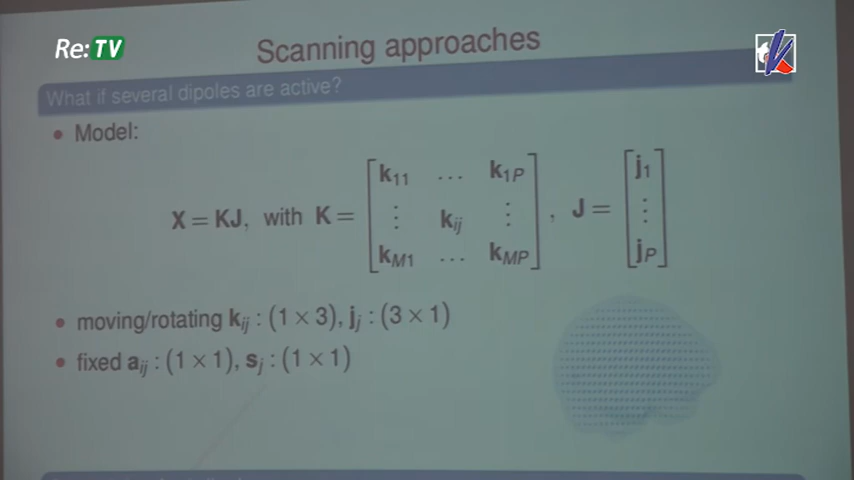 Re:TV
Scanning approaches
What if several dipoles are active?
• Model:
X = KJ, with K = [k11 ... k1P ⋮ kij ⋮ kM1 ... kMP], J = [j1 ⋮ jP]
• moving/rotating kij : (1 × 3), jj : (3 × 1)
• fixed aij : (1 × 1), sj : (1 × 1)